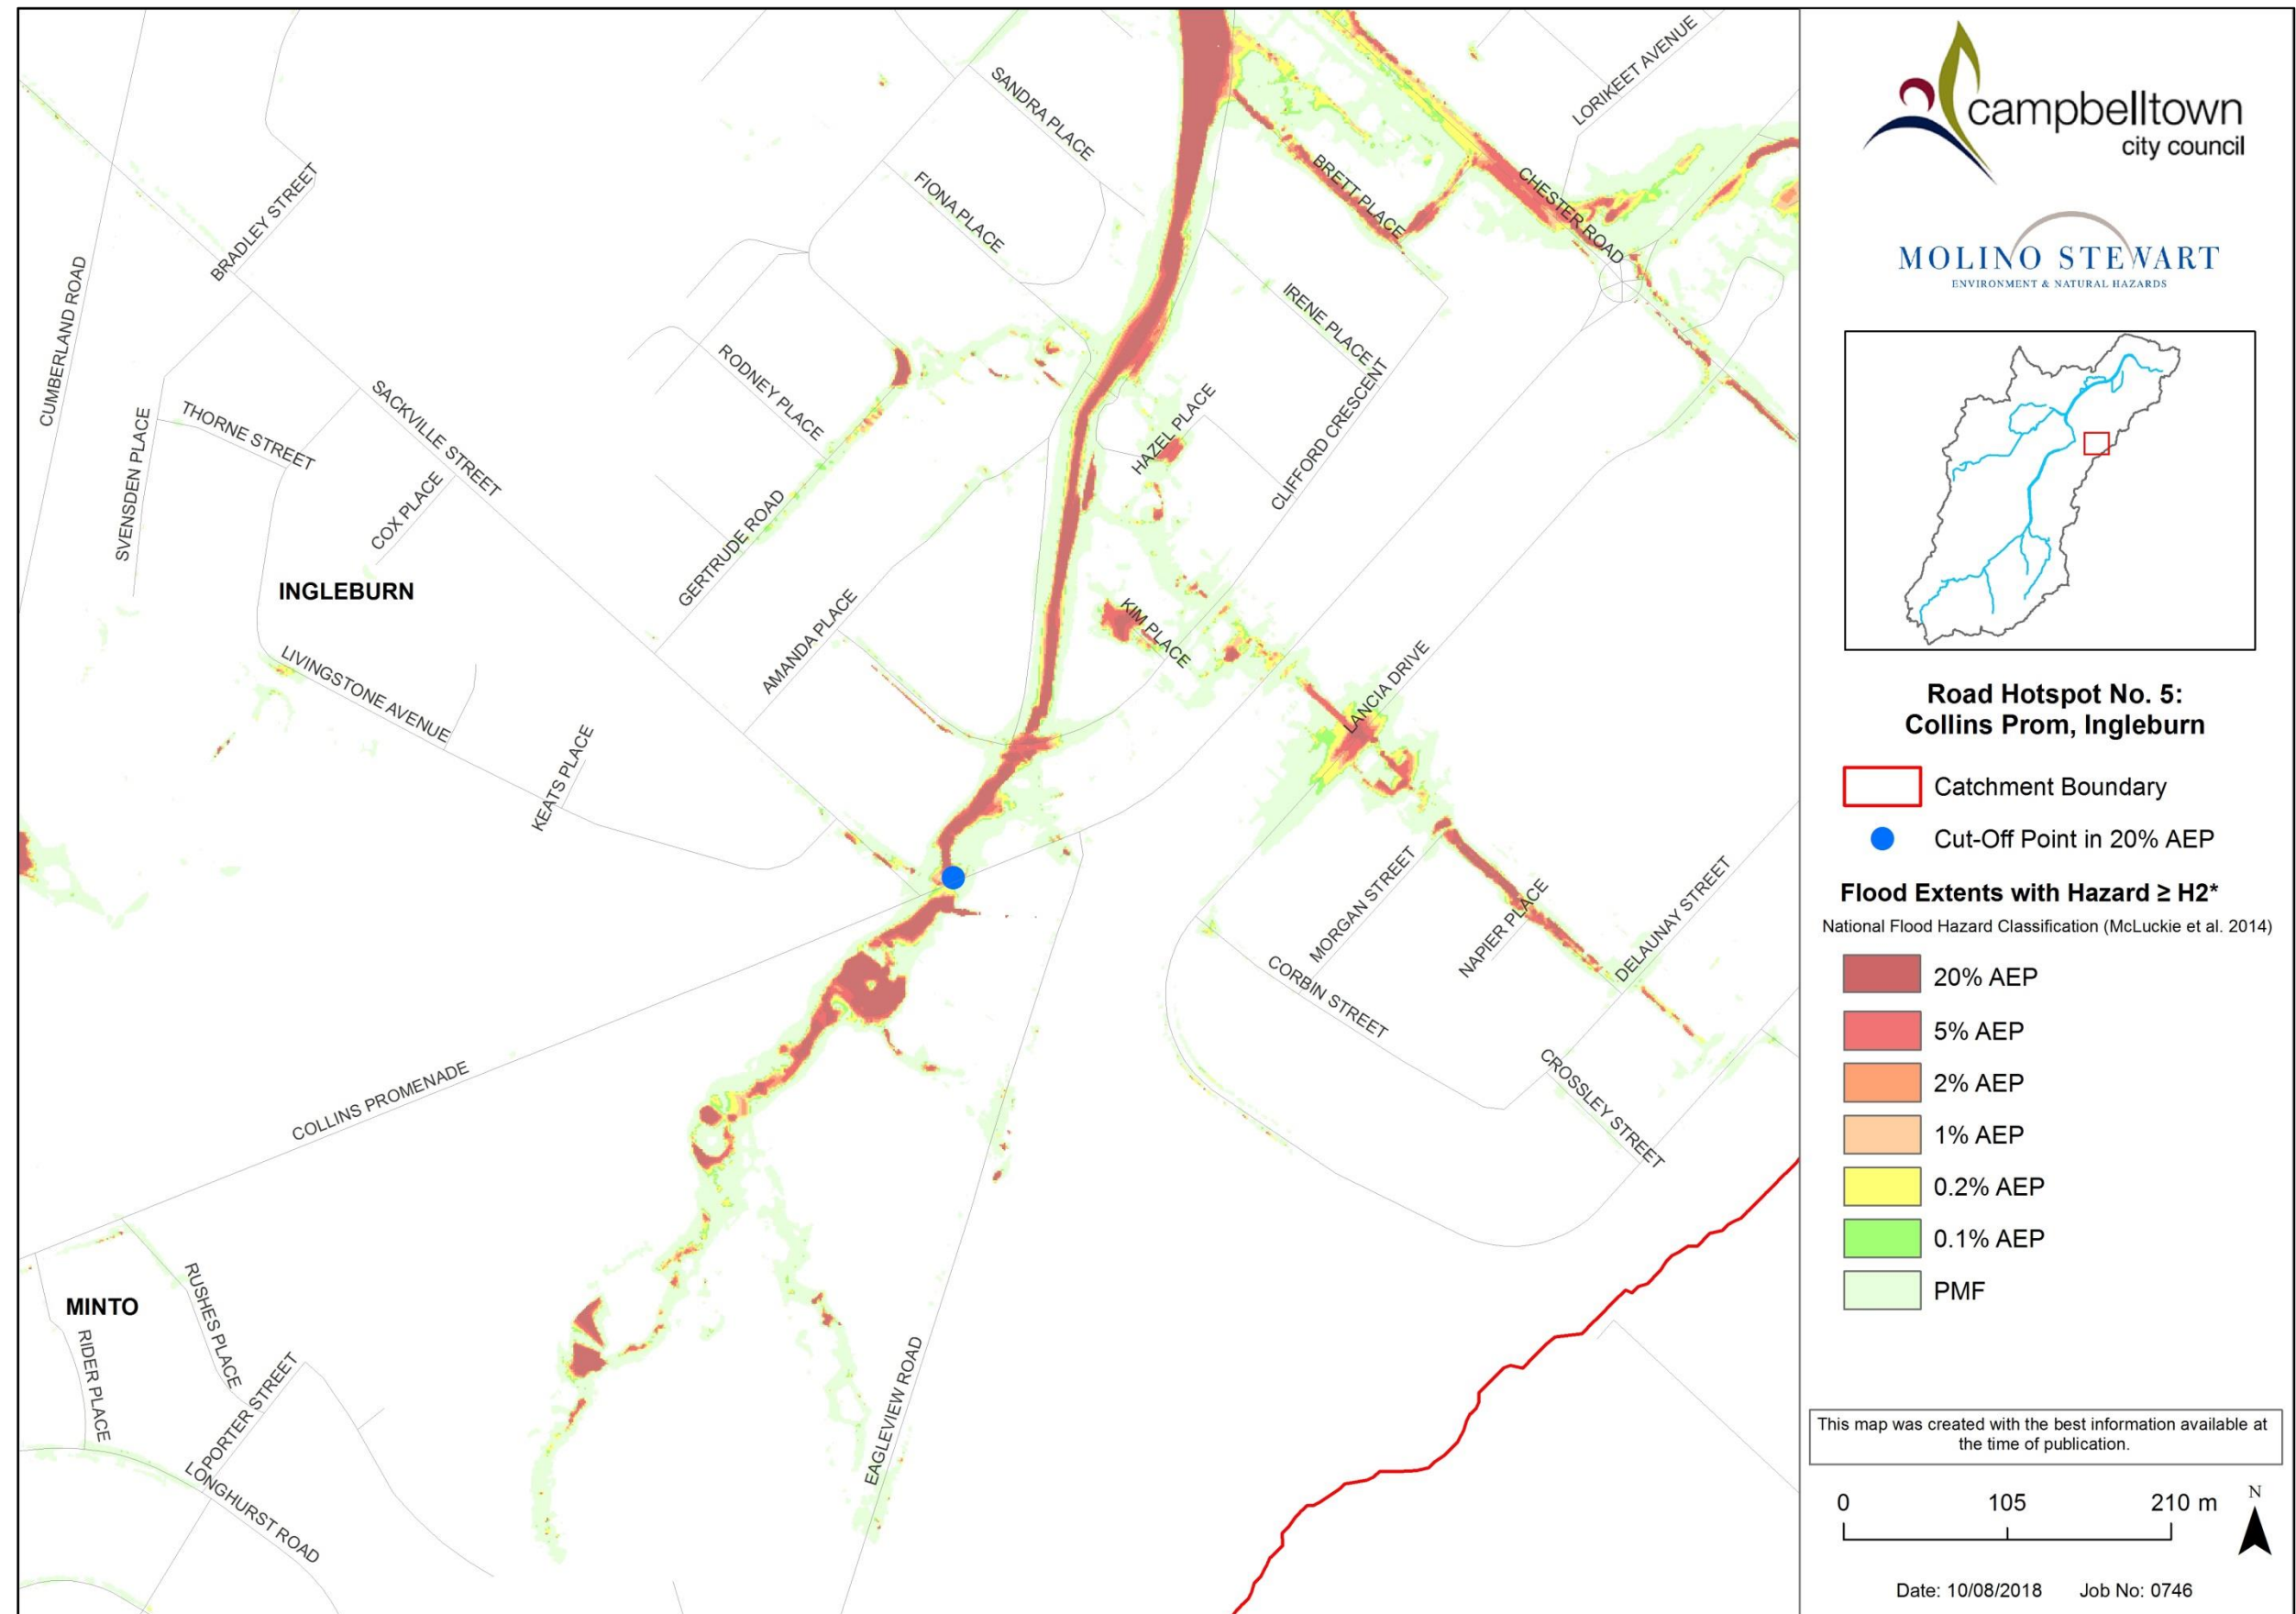 SANDRA PLACE
LORIKEET AVENUE
FIONA PLACE
BRETT PLACE
CHESTER ROAD
BRADLEY STREET
CUMBERLAND ROAD
IRENE PLACE
RODNEY PLACE
HAZEL PLACE
CLIFFORD CRESCENT
SACKVILLE STREET
THORNE STREET
SVENSDEN PLACE
COX PLACE
GERTRUDE ROAD
INGLEBURN
AMANDA PLACE
KIM PLACE
LANCIA DRIVE
LIVINGSTONE AVENUE
KEATS PLACE
MORGAN STREET
NAPIER PLACE
DELAUNAY STREET
CORBIN STREET
CROSSLEY STREET
COLLINS PROMENADE
MINTO
RUSHES PLACE
RIDER PLACE
PORTER STREET
LONGHURST ROAD
EAGLEVIEW ROAD
campbelltown
city council
MOLINO STEWART
ENVIRONMENT & NATURAL HAZARDS
Road Hotspot No. 5:
Collins Prom, Ingleburn
Catchment Boundary
Cut-Off Point in 20% AEP
Flood Extents with Hazard ≥ H2*
National Flood Hazard Classification (McLuckie et al. 2014)
20% AEP
5% AEP
2% AEP
1% AEP
0.2% AEP
0.1% AEP
PMF
This map was created with the best information available at
the time of publication.
0 105 210 m
N
Date: 10/08/2018 Job No: 0746